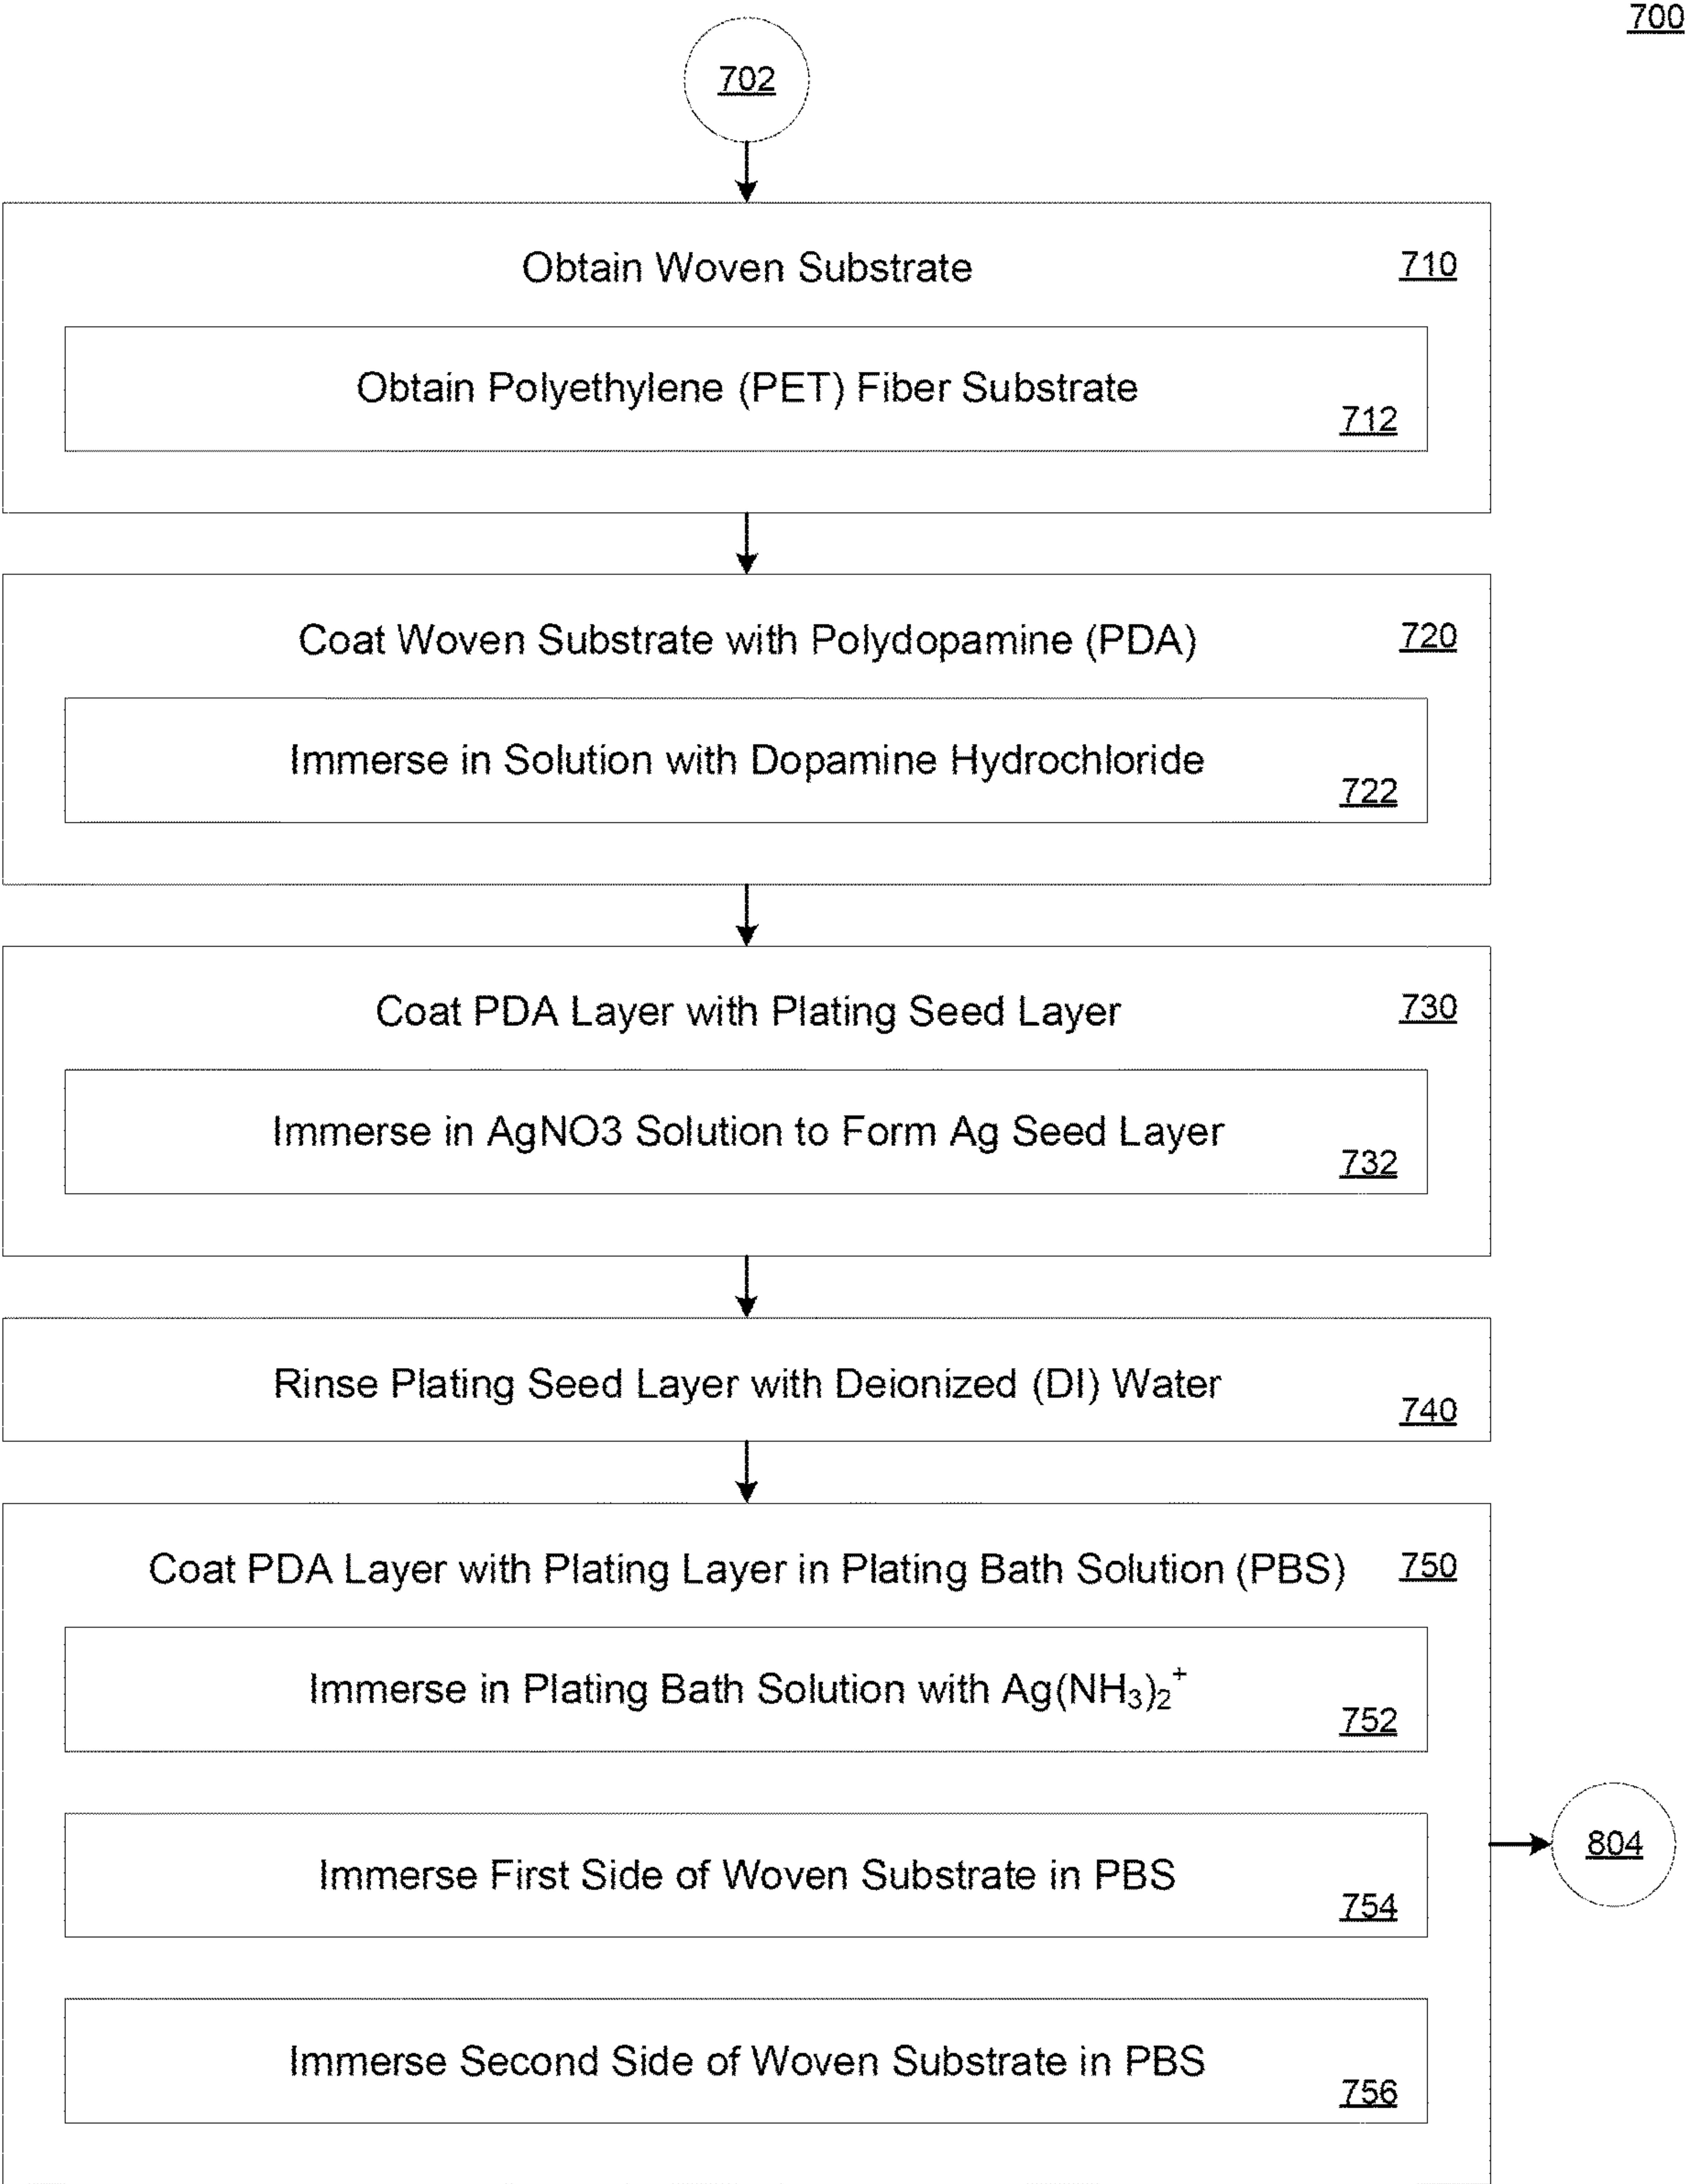 700
702
Obtain Woven Substrate 710
Obtain Polyethylene (PET) Fiber Substrate
712
Coat Woven Substrate with Polydopamine (PDA) 720
Immerse in Solution with Dopamine Hydrochloride
722
Coat PDA Layer with Plating Seed Layer 730
Immerse in AgNO3 Solution to Form Ag Seed Layer
732
Rinse Plating Seed Layer with Deionized (DI) Water
740
Coat PDA Layer with Plating Layer in Plating Bath Solution (PBS) 750
Immerse in Plating Bath Solution with Ag(NH₃)₂⁺
752
Immerse First Side of Woven Substrate in PBS
754
804
Immerse Second Side of Woven Substrate in PBS
756